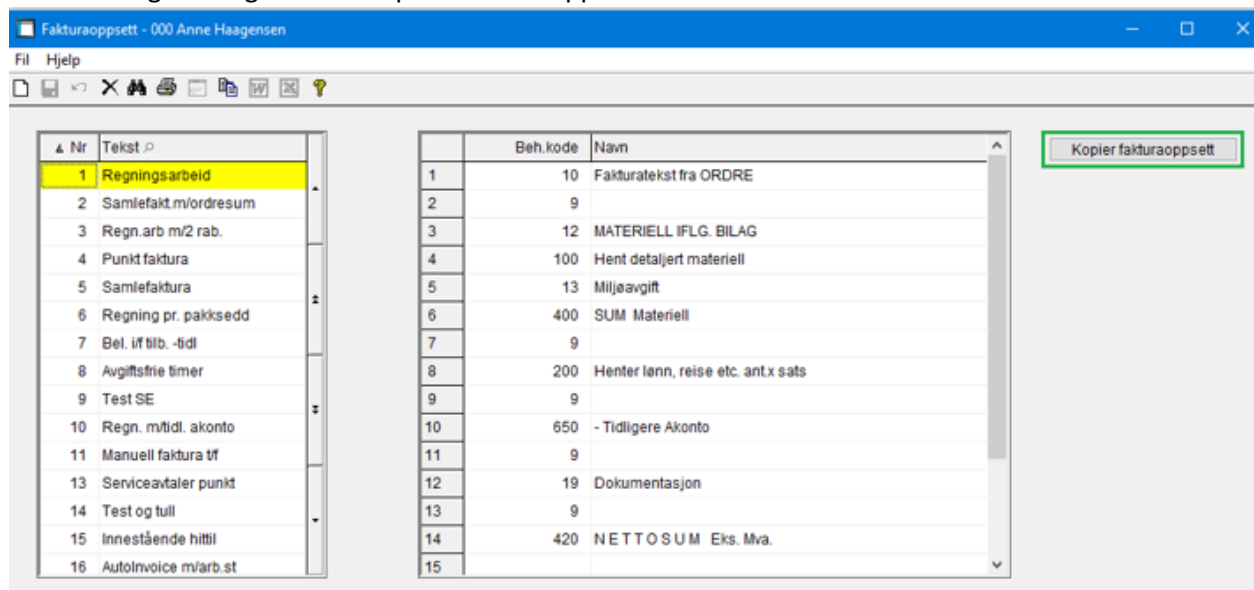 Fakturaoppsett - 000 Anne Haagensen
Fil Hjelp
Nr Tekst
1 Regningsarbeid
2 Samlefakt.m/ordresum
3 Regn.arb m/2 rab.
4 Punkt faktura
5 Samlefaktura
6 Regning pr. pakksedd
7 Bel. i/f tilb. -tidl
8 Avgiftsfrie timer
9 Test SE
10 Regn. m/tidl. akonto
11 Manuell faktura t/f
13 Serviceavtaler punkt
14 Test og tull
15 Innestående hittil
16 AutoInvoice m/arb.st
Beh.kode Navn
1 10 Fakturatekst fra ORDRE
2 9
3 12 MATERIELL IFLG. BILAG
4 100 Hent detaljert materiell
5 13 Miljøavgift
6 400 SUM Materiell
7 9
8 200 Henter lønn, reise etc. ant.x sats
9 9
10 650 - Tidligere Akonto
11 9
12 19 Dokumentasjon
13 9
14 420 N E T T O S U M Eks. Mva.
15
Kopier fakturaoppsett